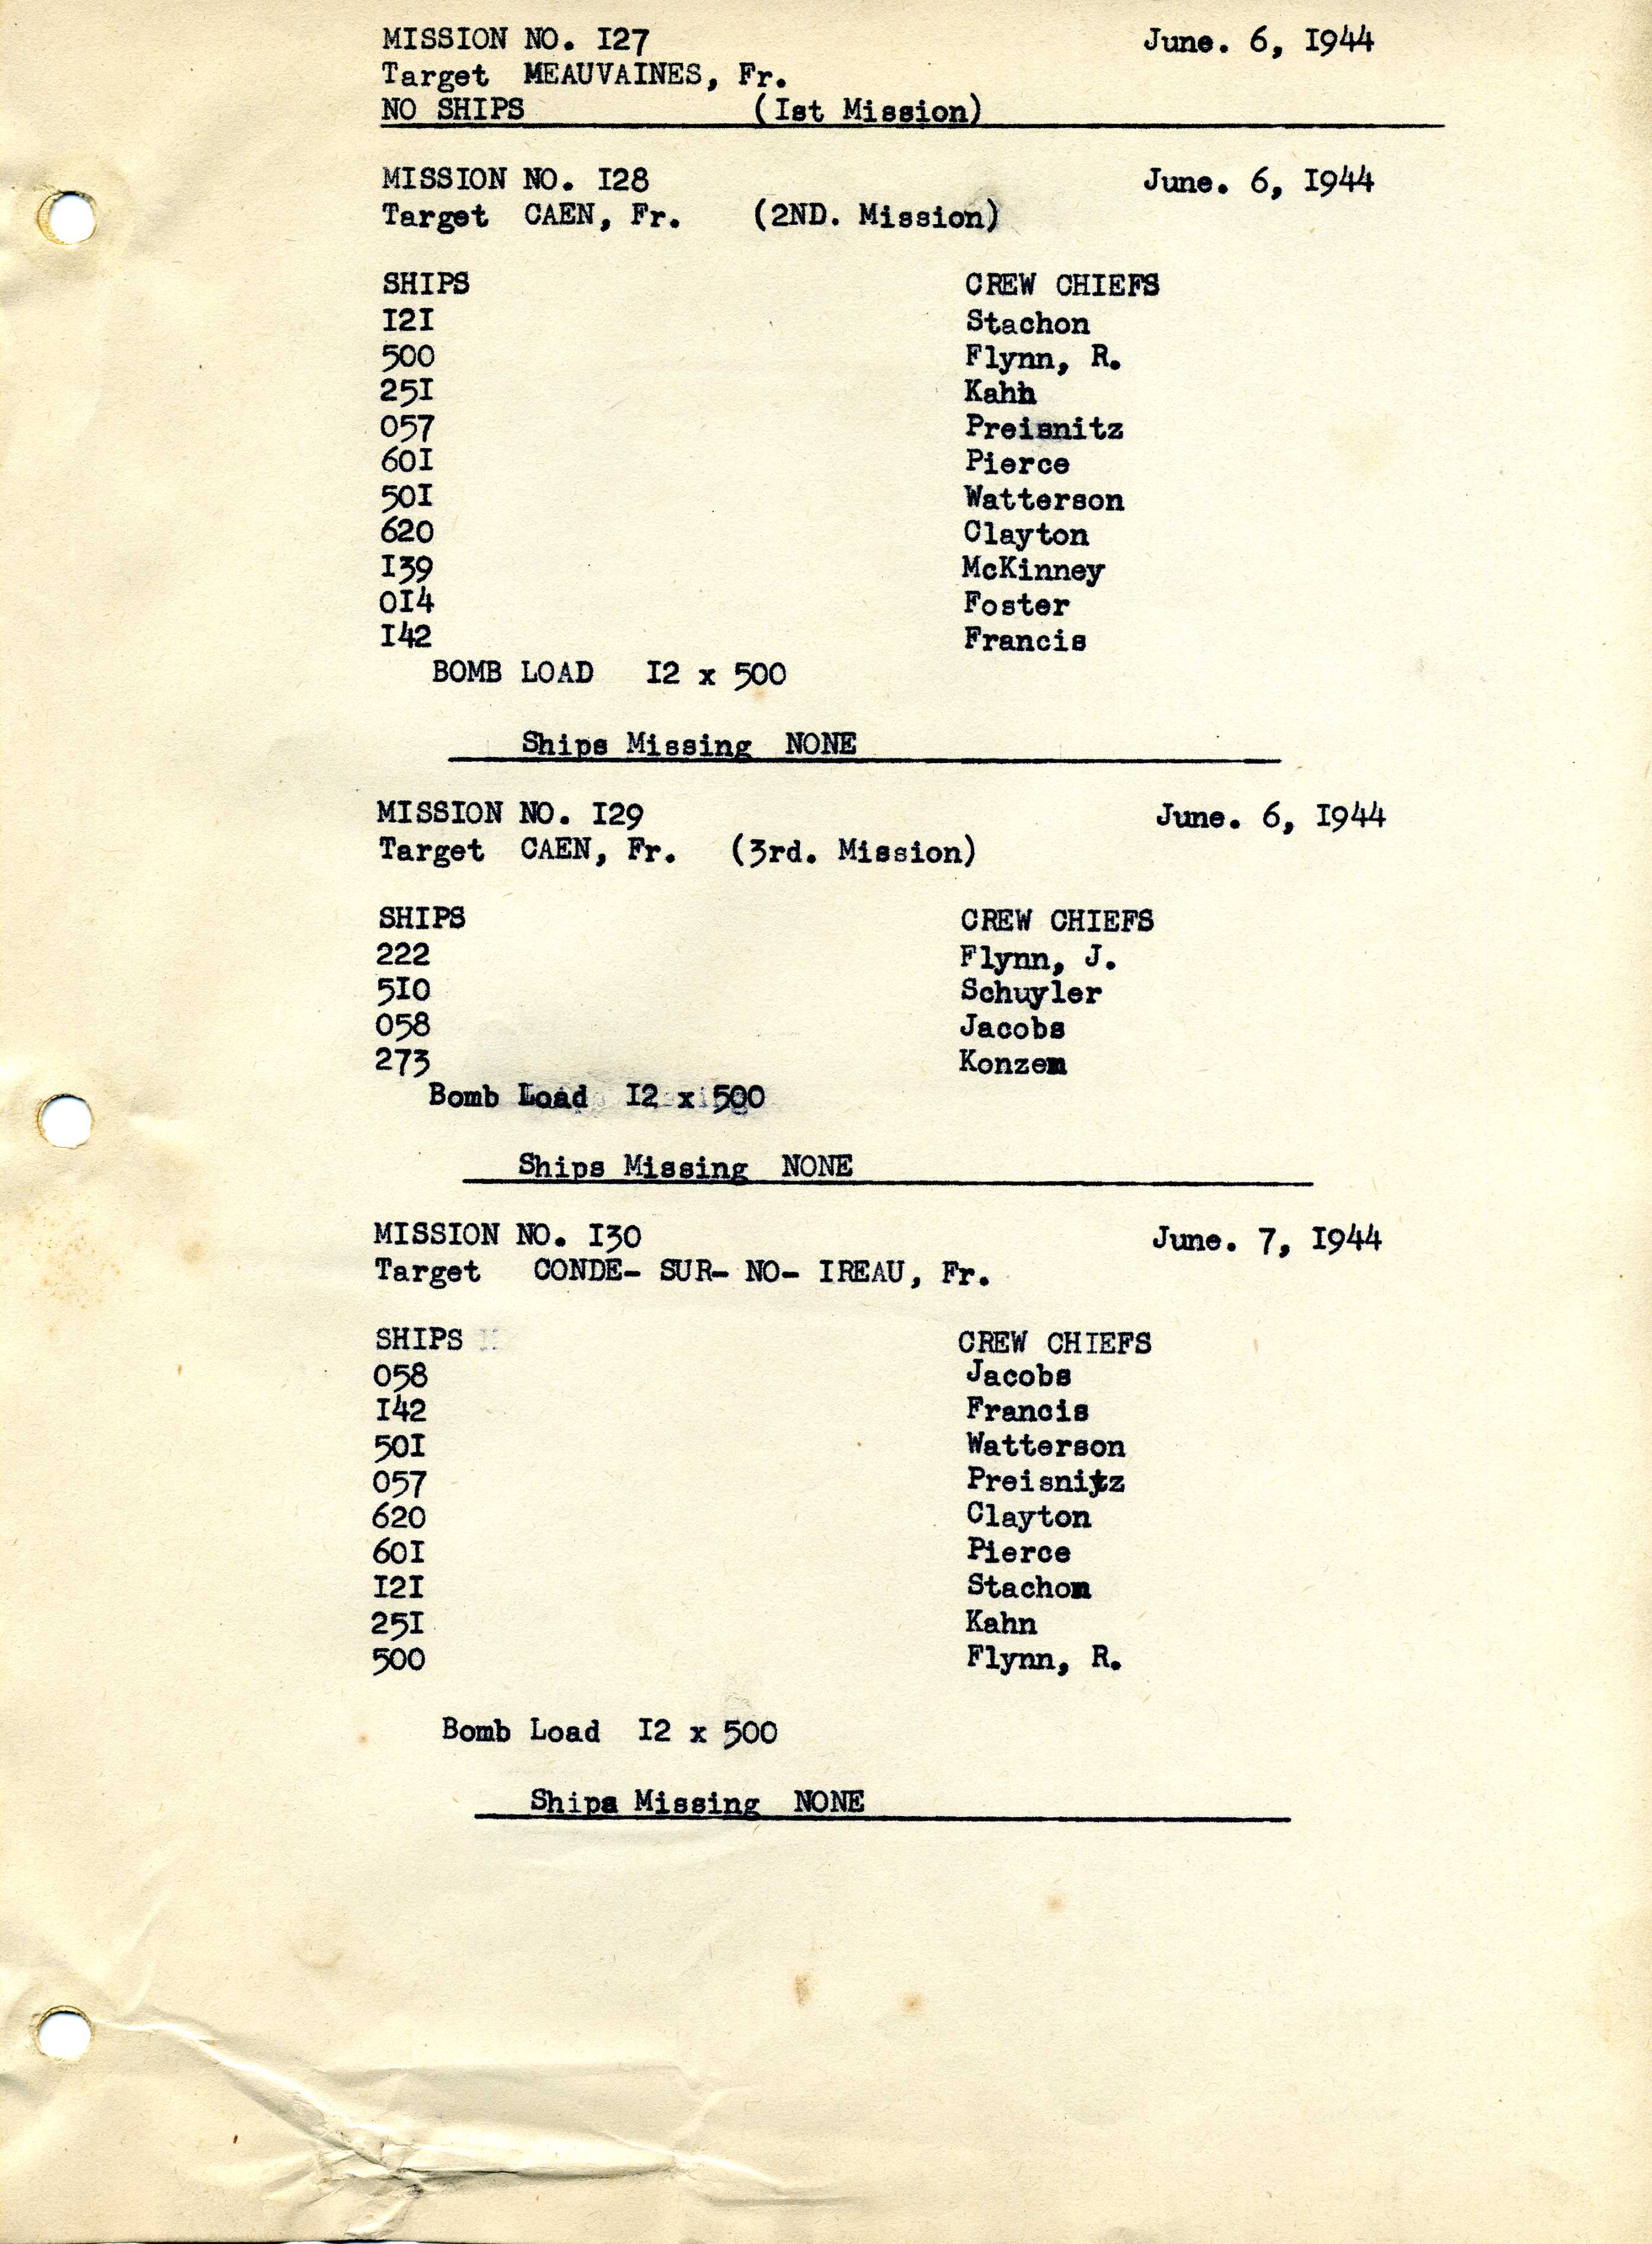 MISSION NO. I27 June. 6, I944
Target MEAUVAINES, Fr.
NO SHIPS (Ist Mission)
MISSION NO. I28 June. 6, I944
Target CAEN, Fr. (2ND. Mission)
SHIPS CREW CHIEFS
I2I Stachon
500 Flynn, R.
25I Kahn
057 Preisnitz
60I Pierce
50I Watterson
620 Clayton
I39 McKinney
0I4 Foster
I42 Francis
BOMB LOAD I2 x 500
Ships Missing NONE
MISSION NO. I29 June. 6, I944
Target CAEN, Fr. (3rd. Mission)
SHIPS CREW CHIEFS
222 Flynn, J.
5I0 Schuyler
058 Jacobs
273 Konzem
Bomb Load I2 x 500
Ships Missing NONE
MISSION NO. I30 June. 7, I944
Target CONDE- SUR- NO- IREAU, Fr.
SHIPS CREW CHIEFS
058 Jacobs
I42 Francis
50I Watterson
057 Preisnitz
620 Clayton
60I Pierce
I2I Stachon
25I Kahn
500 Flynn, R.
Bomb Load I2 x 500
Shipa Missing NONE